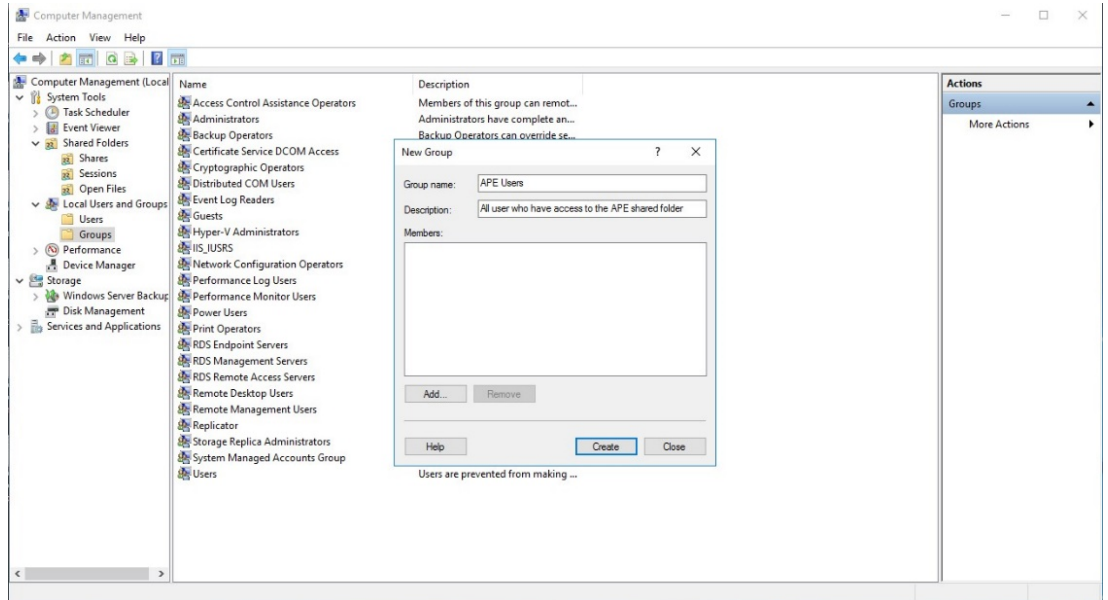 Computer Management
File Action View Help
Computer Management (Local
System Tools
Task Scheduler
Event Viewer
Shared Folders
Shares
Sessions
Open Files
Local Users and Groups
Users
Groups
Performance
Device Manager
Storage
Windows Server Backup
Disk Management
Services and Applications
Name Description
Access Control Assistance Operators Members of this group can remot...
Administrators Administrators have complete an...
Backup Operators Backup Operators can override se...
Certificate Service DCOM Access
Cryptographic Operators
Distributed COM Users
Event Log Readers
Guests
Hyper-V Administrators
IIS_IUSRS
Network Configuration Operators
Performance Log Users
Performance Monitor Users
Power Users
Print Operators
RDS Endpoint Servers
RDS Management Servers
RDS Remote Access Servers
Remote Desktop Users
Remote Management Users
Replicator
Storage Replica Administrators
System Managed Accounts Group
Users Users are prevented from making ...
New Group ?
Group name: APE Users
Description: All user who have access to the APE shared folder
Members:
Add... Remove
Help Create Close
Actions
Groups
More Actions